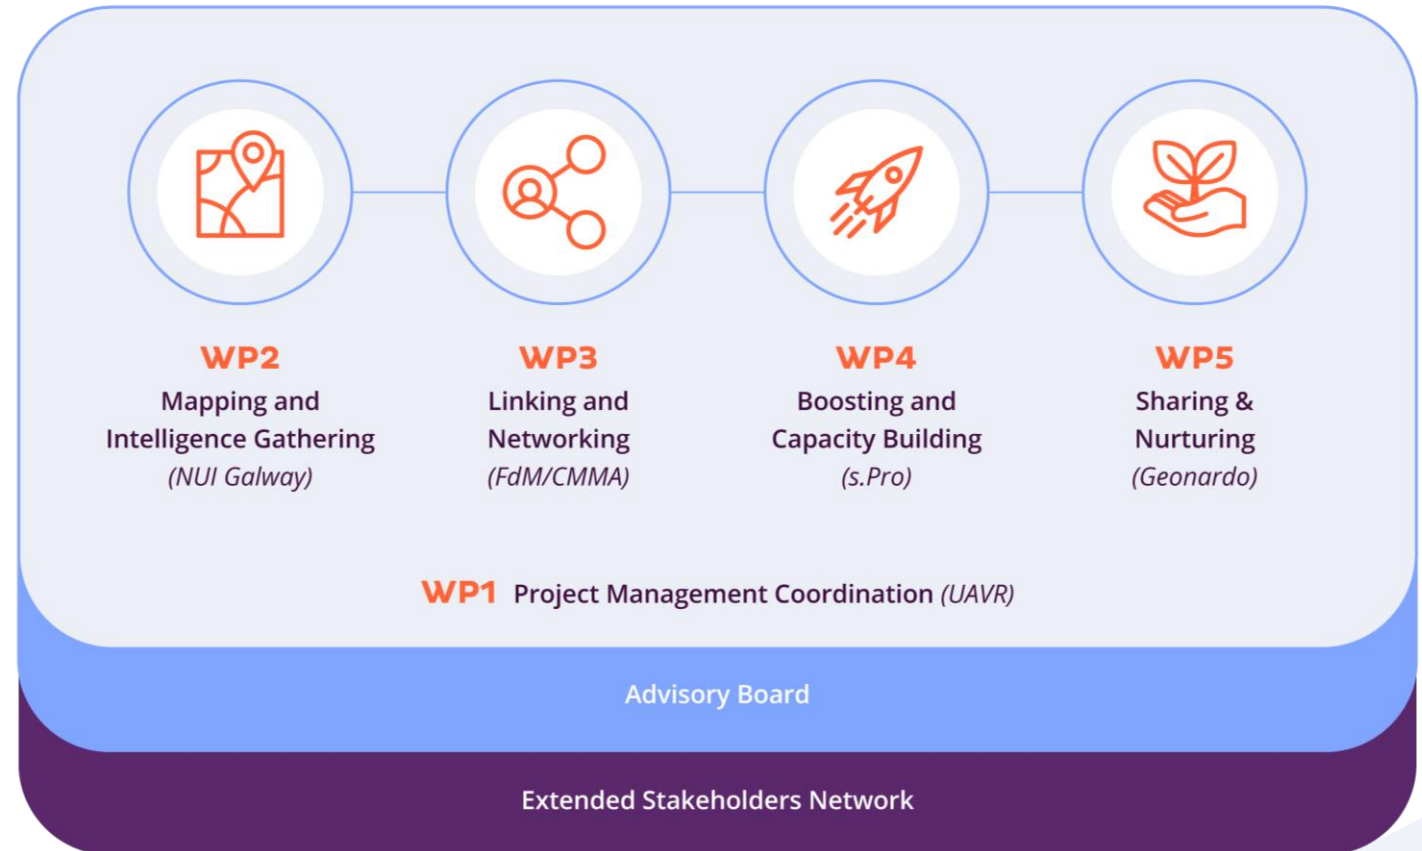 WP2
Mapping and
Intelligence Gathering
(NUI Galway)
WP3
Linking and
Networking
(FdM/CMMA)
WP4
Boosting and
Capacity Building
(s.Pro)
WP5
Sharing &
Nurturing
(Geonardo)
WP1 Project Management Coordination (UAVR)
Advisory Board
Extended Stakeholders Network